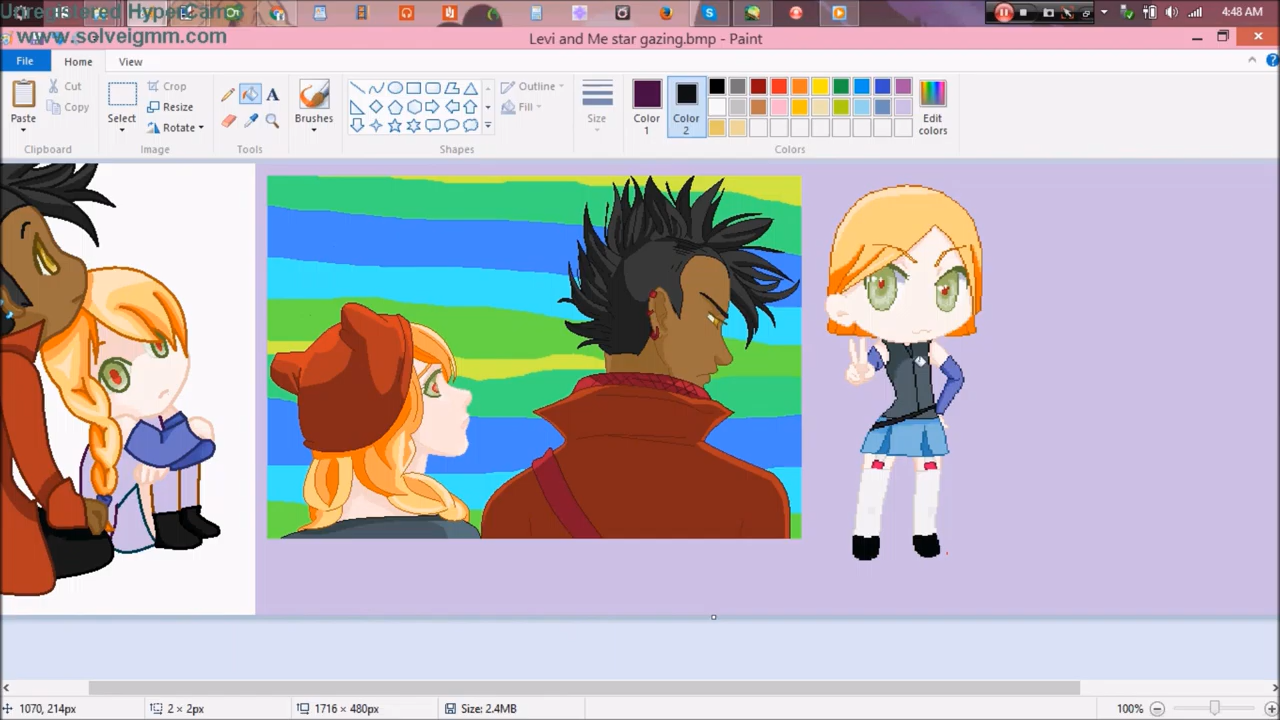 Unregistered HyperCam 3
www.solveigmm.com
4:48 AM
Levi and Me star gazing.bmp - Paint
File
Home
View
Paste
Cut
Copy
Clipboard
Select
Crop
Resize
Rotate
Image
A
Tools
Brushes
Outline
Fill
Shapes
Size
Color 1
Color 2
Edit colors
Colors
1070, 214px
2 × 2px
1716 × 480px
Size: 2.4MB
100%